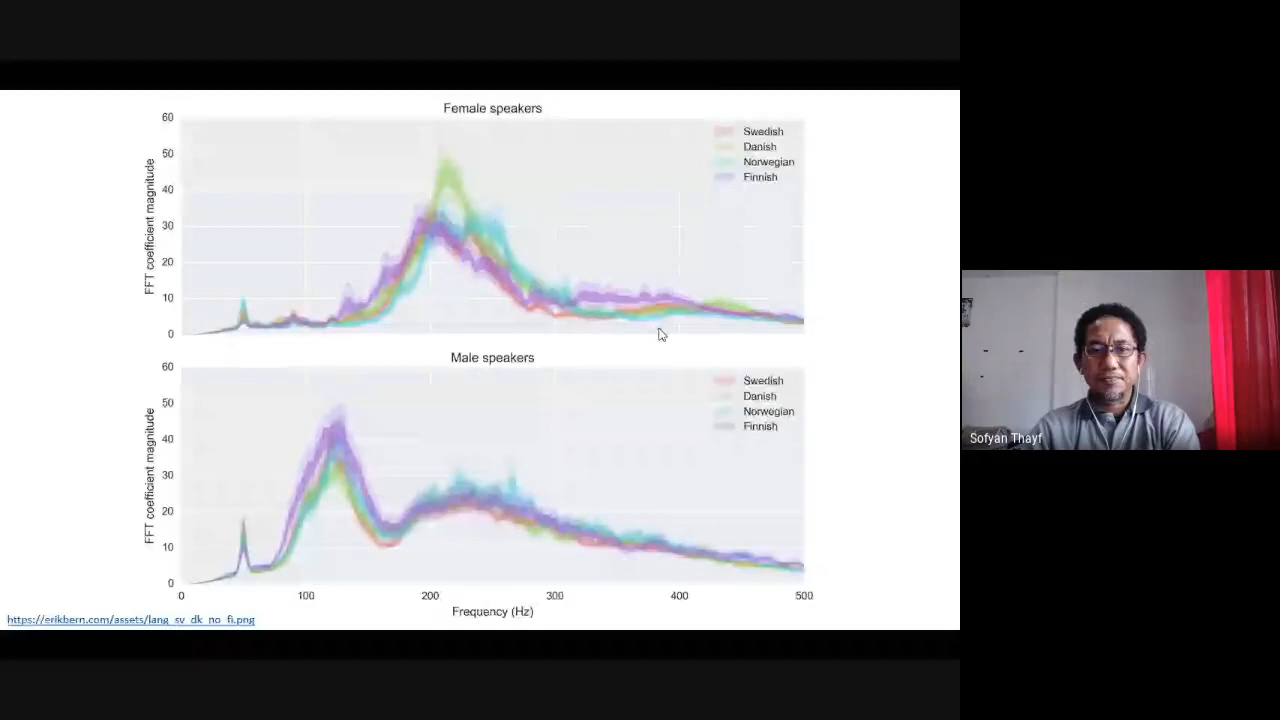 Female speakers
60
50
40
30
20
10
0
FFT coefficient magnitude
Swedish
Danish
Norwegian
Finnish
Male speakers
60
50
40
30
20
10
0
FFT coefficient magnitude
Swedish
Danish
Norwegian
Finnish
0 100 200 300 400 500
Frequency (Hz)
https://erikbern.com/assets/lang_sv_dk_no_fi.png
Sofyan Thayf